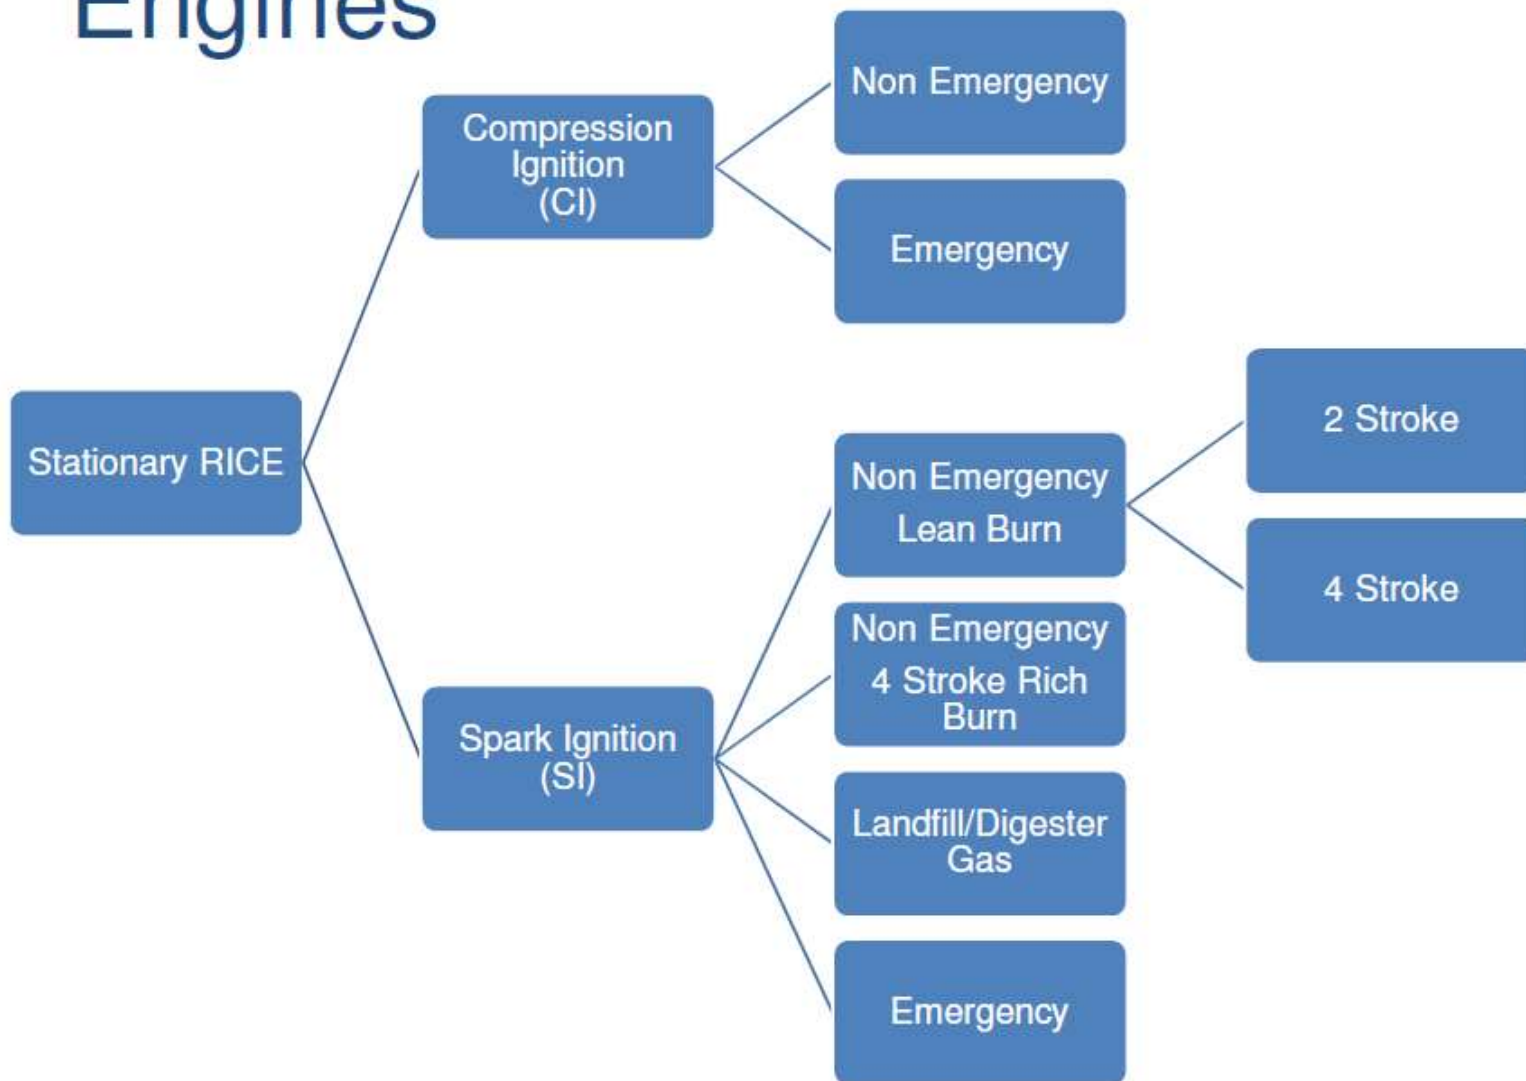 Engines
Non Emergency
Compression
Ignition
(CI)
Emergency
Stationary RICE
2 Stroke
Non Emergency
Lean Burn
4 Stroke
Non Emergency
4 Stroke Rich
Burn
Spark Ignition
(SI)
Landfill/Digester
Gas
Emergency